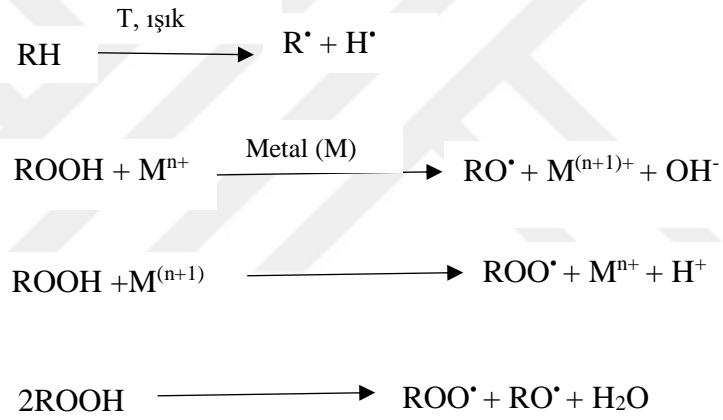 T, ışık
RH → R• + H•
Metal (M)
ROOH + Mⁿ⁺ → RO• + M⁽ⁿ⁺¹⁾⁺ + OH⁻
ROOH +M⁽ⁿ⁺¹⁾ → ROO• + Mⁿ⁺ + H⁺
2ROOH → ROO• + RO• + H₂O